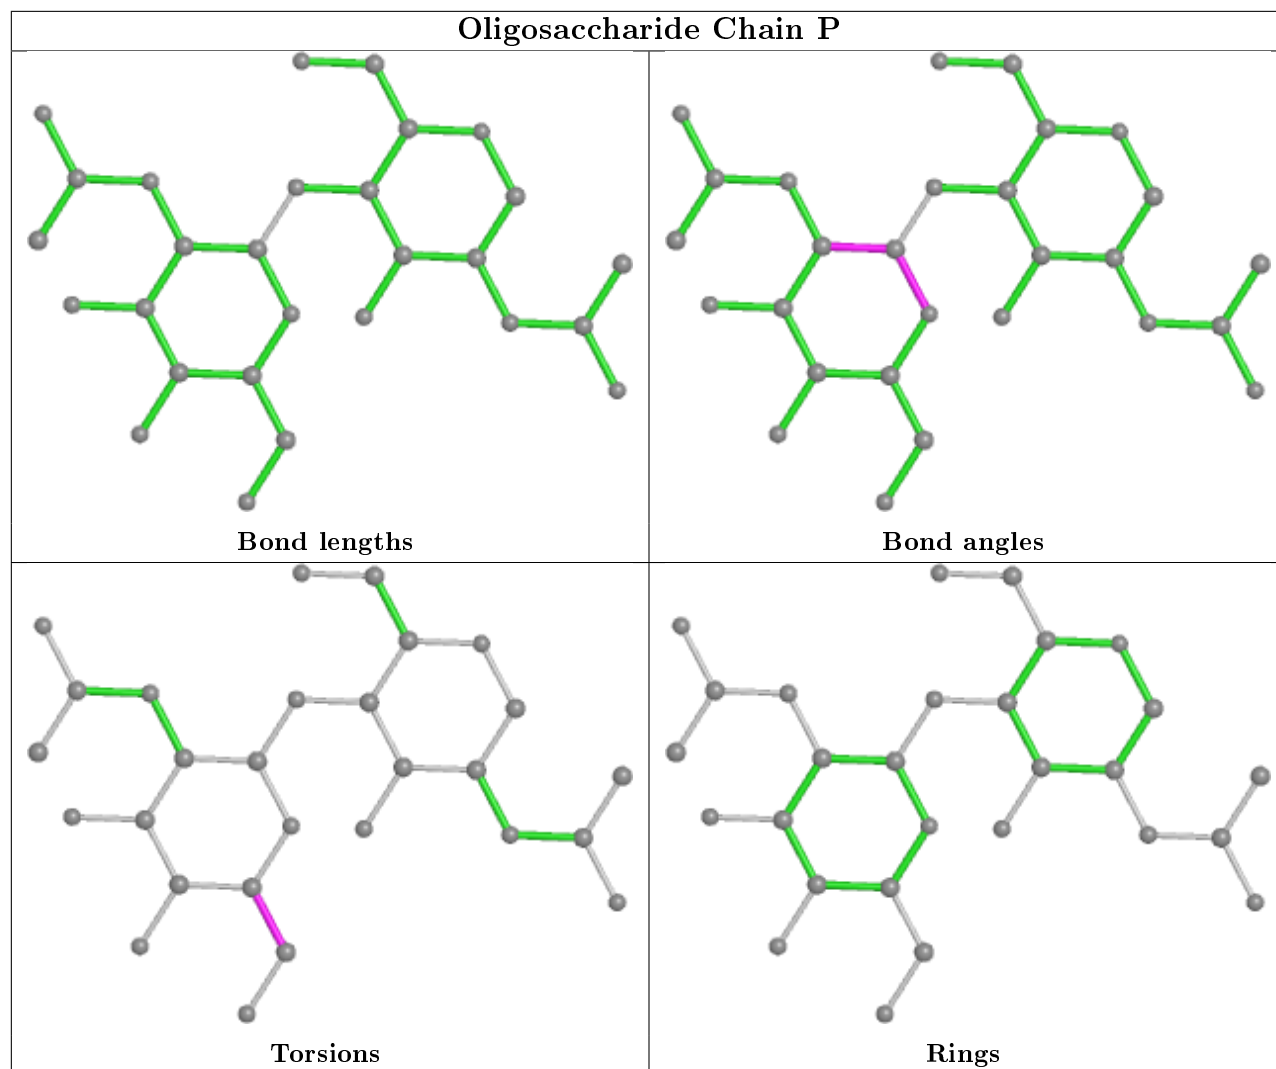 Oligosaccharide Chain P
Bond lengths
Bond angles
Torsions
Rings